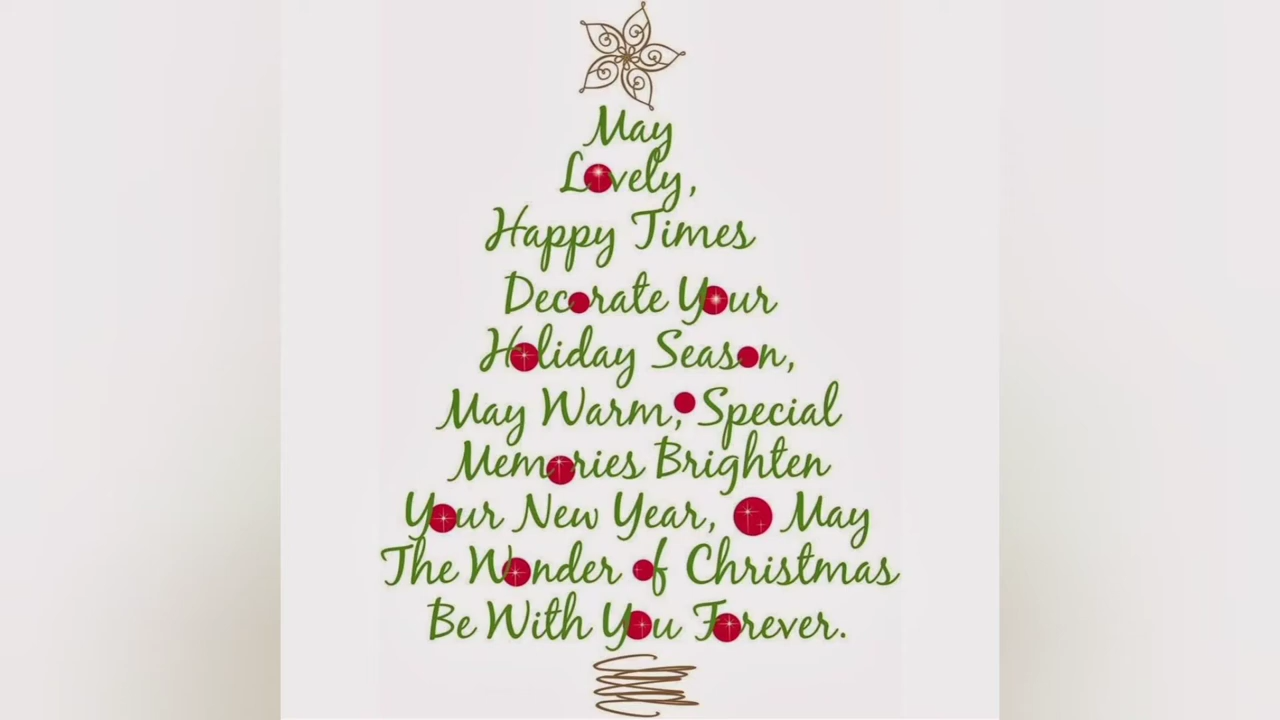 May
Lovely,
Happy Times
Decorate Your
Holiday Season,
May Warm, Special
Memories Brighten
Your New Year, May
The Wonder of Christmas
Be With You Forever.